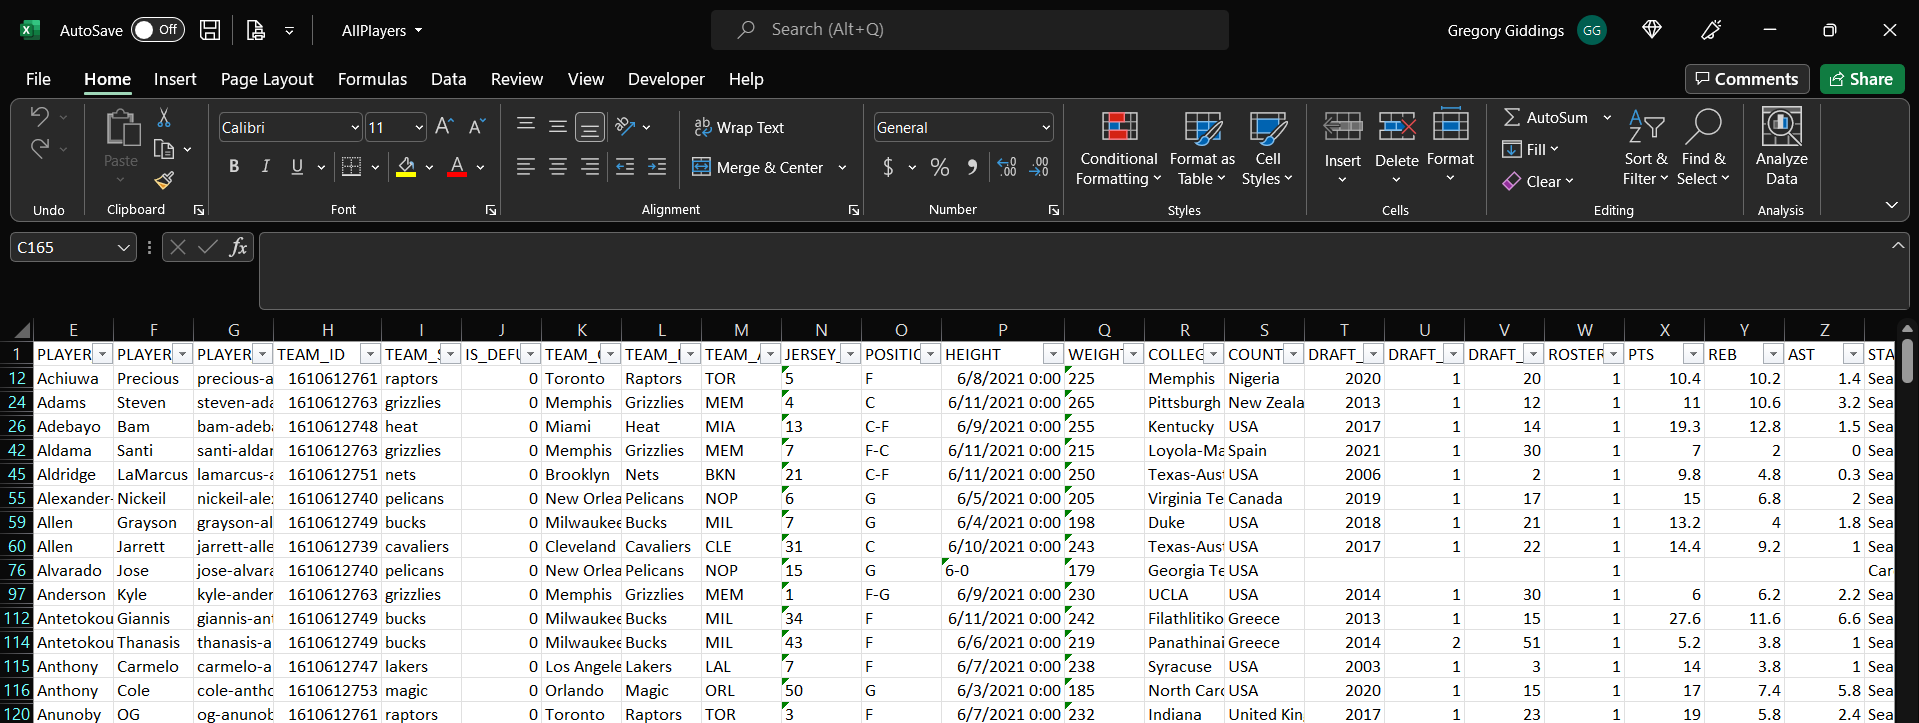 AutoSave Off AllPlayers Search (Alt+Q) Gregory Giddings GG
File Home Insert Page Layout Formulas Data Review View Developer Help Comments Share
Paste Calibri 11 Wrap Text General Conditional Formatting Format as Table Cell Styles Insert Delete Format AutoSum Sort & Filter Find & Select Analyze Data
B I U A Merge & Center $ % Fill
Clear
Undo Clipboard Font Alignment Number Styles Cells Editing Analysis
C165 fx
E F G H I J K L M N O P Q R S T U V W X Y Z
1 PLAYER PLAYER PLAYER TEAM_ID TEAM_S IS_DEFU TEAM_ TEAM_ TEAM_A JERSEY_ POSITIO HEIGHT WEIGHT COLLEG COUNT DRAFT_ DRAFT_ DRAFT_ ROSTER PTS REB AST STA
12 Achiuwa Precious precious-a 1610612761 raptors 0 Toronto Raptors TOR 5 F 6/8/2021 0:00 225 Memphis Nigeria 2020 1 20 1 10.4 10.2 1.4 Sea
24 Adams Steven steven-ada 1610612763 grizzlies 0 Memphis Grizzlies MEM 4 C 6/11/2021 0:00 265 Pittsburgh New Zeala 2013 1 12 1 11 10.6 3.2 Sea
26 Adebayo Bam bam-adeb 1610612748 heat 0 Miami Heat MIA 13 C-F 6/9/2021 0:00 255 Kentucky USA 2017 1 14 1 19.3 12.8 1.5 Sea
42 Aldama Santi santi-aldar 1610612763 grizzlies 0 Memphis Grizzlies MEM 7 F-C 6/11/2021 0:00 215 Loyola-Ma Spain 2021 1 30 1 7 2 0 Sea
45 Aldridge LaMarcus lamarcus-a 1610612751 nets 0 Brooklyn Nets BKN 21 C-F 6/11/2021 0:00 250 Texas-Aus USA 2006 1 2 1 9.8 4.8 0.3 Sea
55 Alexander- Nickeil nickeil-ale 1610612740 pelicans 0 New Orlea Pelicans NOP 6 G 6/5/2021 0:00 205 Virginia Te Canada 2019 1 17 1 15 6.8 2 Sea
59 Allen Grayson grayson-al 1610612749 bucks 0 Milwaukee Bucks MIL 7 G 6/4/2021 0:00 198 Duke USA 2018 1 21 1 13.2 4 1.8 Sea
60 Allen Jarrett jarrett-alle 1610612739 cavaliers 0 Cleveland Cavaliers CLE 31 C 6/10/2021 0:00 243 Texas-Aus USA 2017 1 22 1 14.4 9.2 1 Sea
76 Alvarado Jose jose-alvara 1610612740 pelicans 0 New Orlea Pelicans NOP 15 G 6-0 179 Georgia Te USA 1 Car
97 Anderson Kyle kyle-ander 1610612763 grizzlies 0 Memphis Grizzlies MEM 1 F-G 6/9/2021 0:00 230 UCLA USA 2014 1 30 1 6 6.2 2.2 Sea
112 Antetokou Giannis giannis-ant 1610612749 bucks 0 Milwaukee Bucks MIL 34 F 6/11/2021 0:00 242 Filathlitiko Greece 2013 1 15 1 27.6 11.6 6.6 Sea
114 Antetokou Thanasis thanasis-a 1610612749 bucks 0 Milwaukee Bucks MIL 43 F 6/6/2021 0:00 219 Panathinai Greece 2014 2 51 1 5.2 3.8 1 Sea
115 Anthony Carmelo carmelo-a 1610612747 lakers 0 Los Angele Lakers LAL 7 F 6/7/2021 0:00 238 Syracuse USA 2003 1 3 1 14 3.8 1 Sea
116 Anthony Cole cole-antho 1610612753 magic 0 Orlando Magic ORL 50 G 6/3/2021 0:00 185 North Caro USA 2020 1 15 1 17 7.4 5.8 Sea
120 Anunoby OG og-anunob 1610612761 raptors 0 Toronto Raptors TOR 3 F 6/7/2021 0:00 232 Indiana United Kin 2017 1 23 1 19 5.8 2.4 Sea